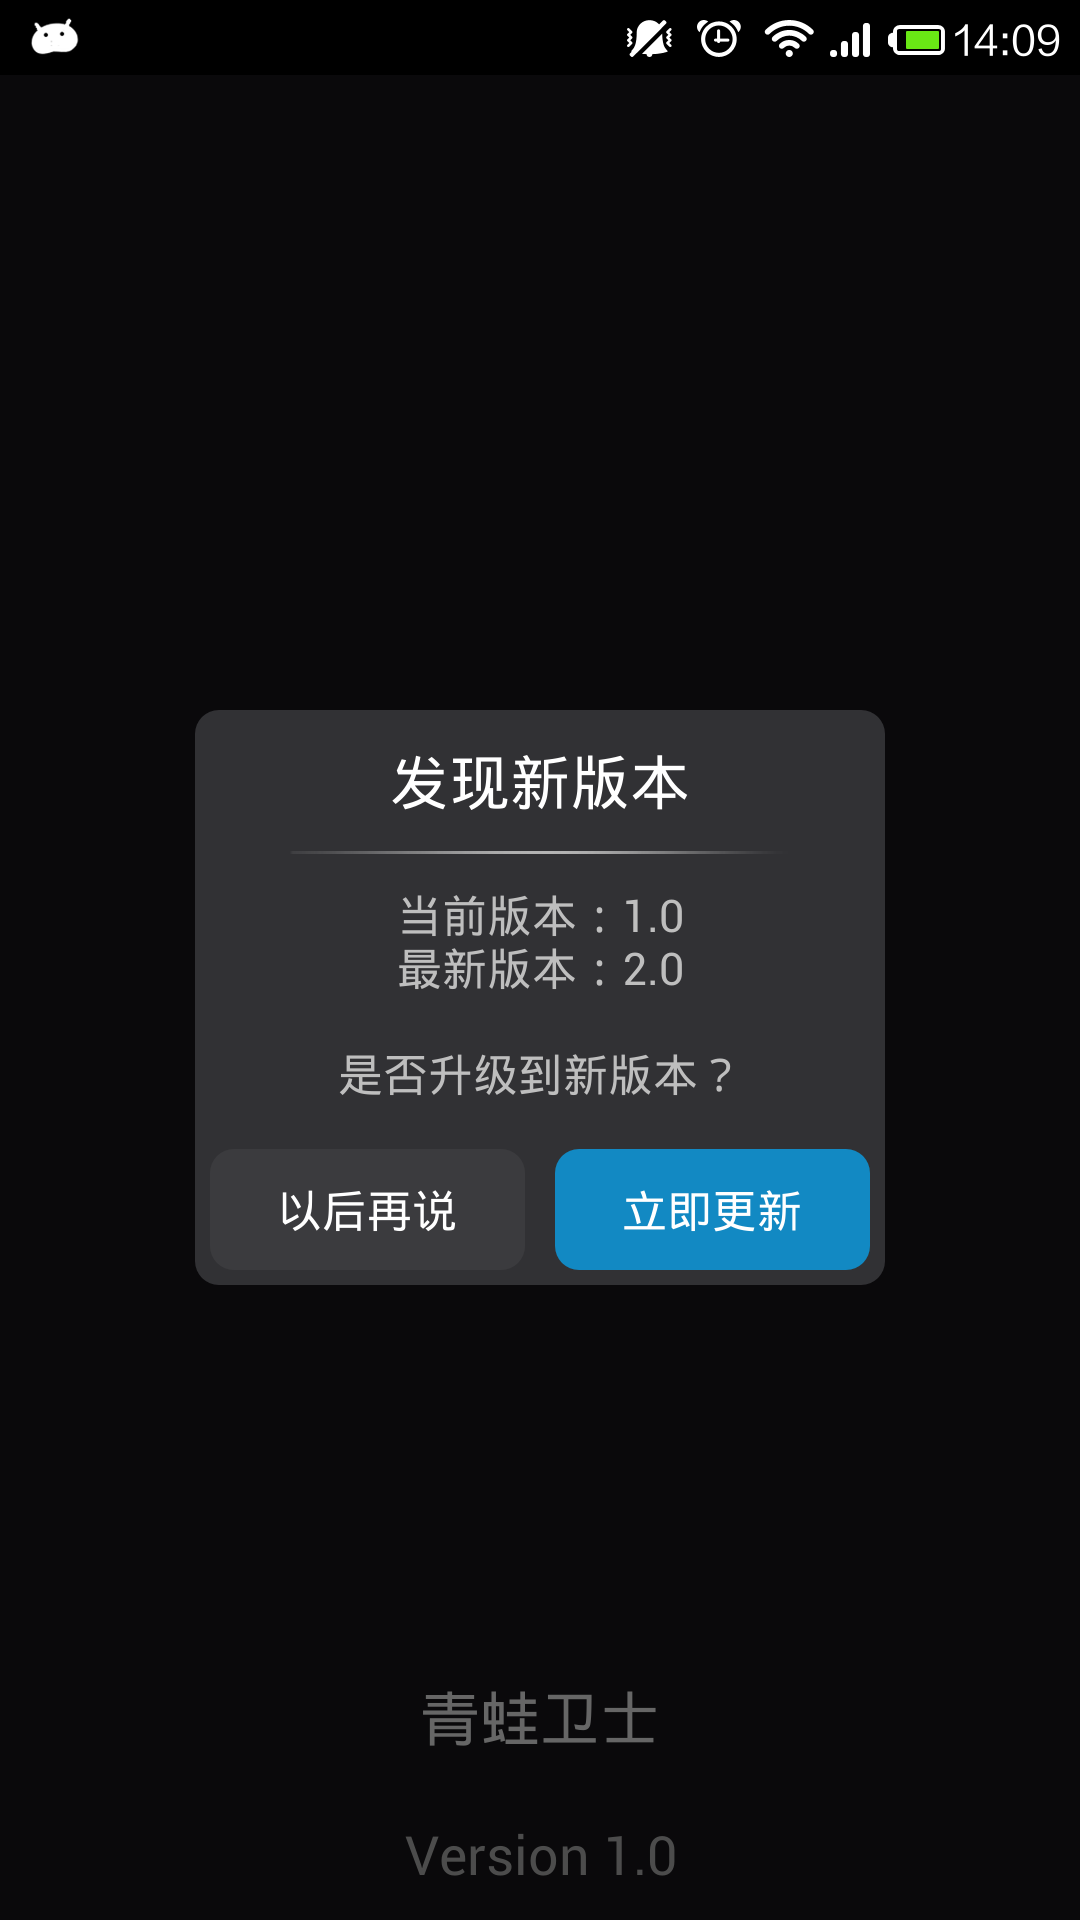 14:09
发现新版本
当前版本：1.0
最新版本：2.0
是否升级到新版本？
以后再说
立即更新
青蛙卫士
Version 1.0